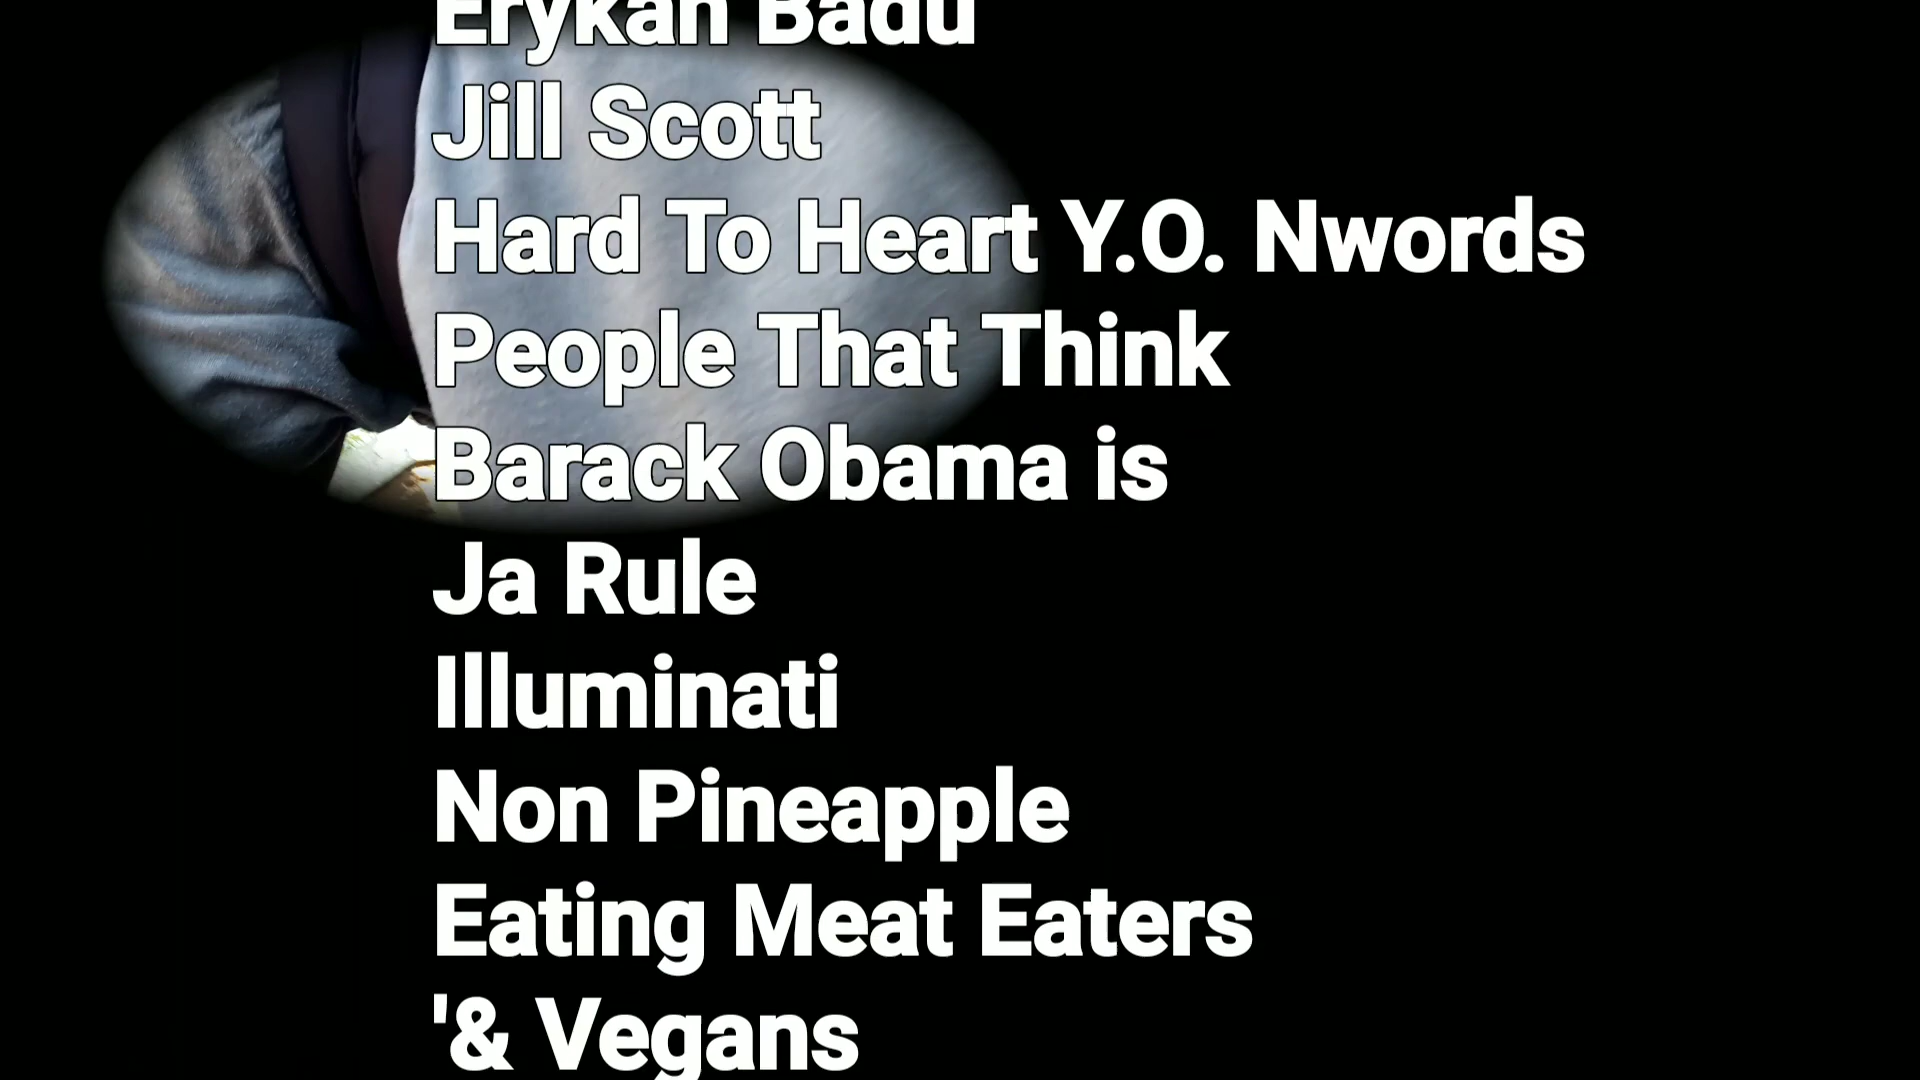 Erykah Badu
Jill Scott
Hard To Heart Y.O. Nwords
People That Think
Barack Obama is
Ja Rule
Illuminati
Non Pineapple
Eating Meat Eaters
'& Vegans